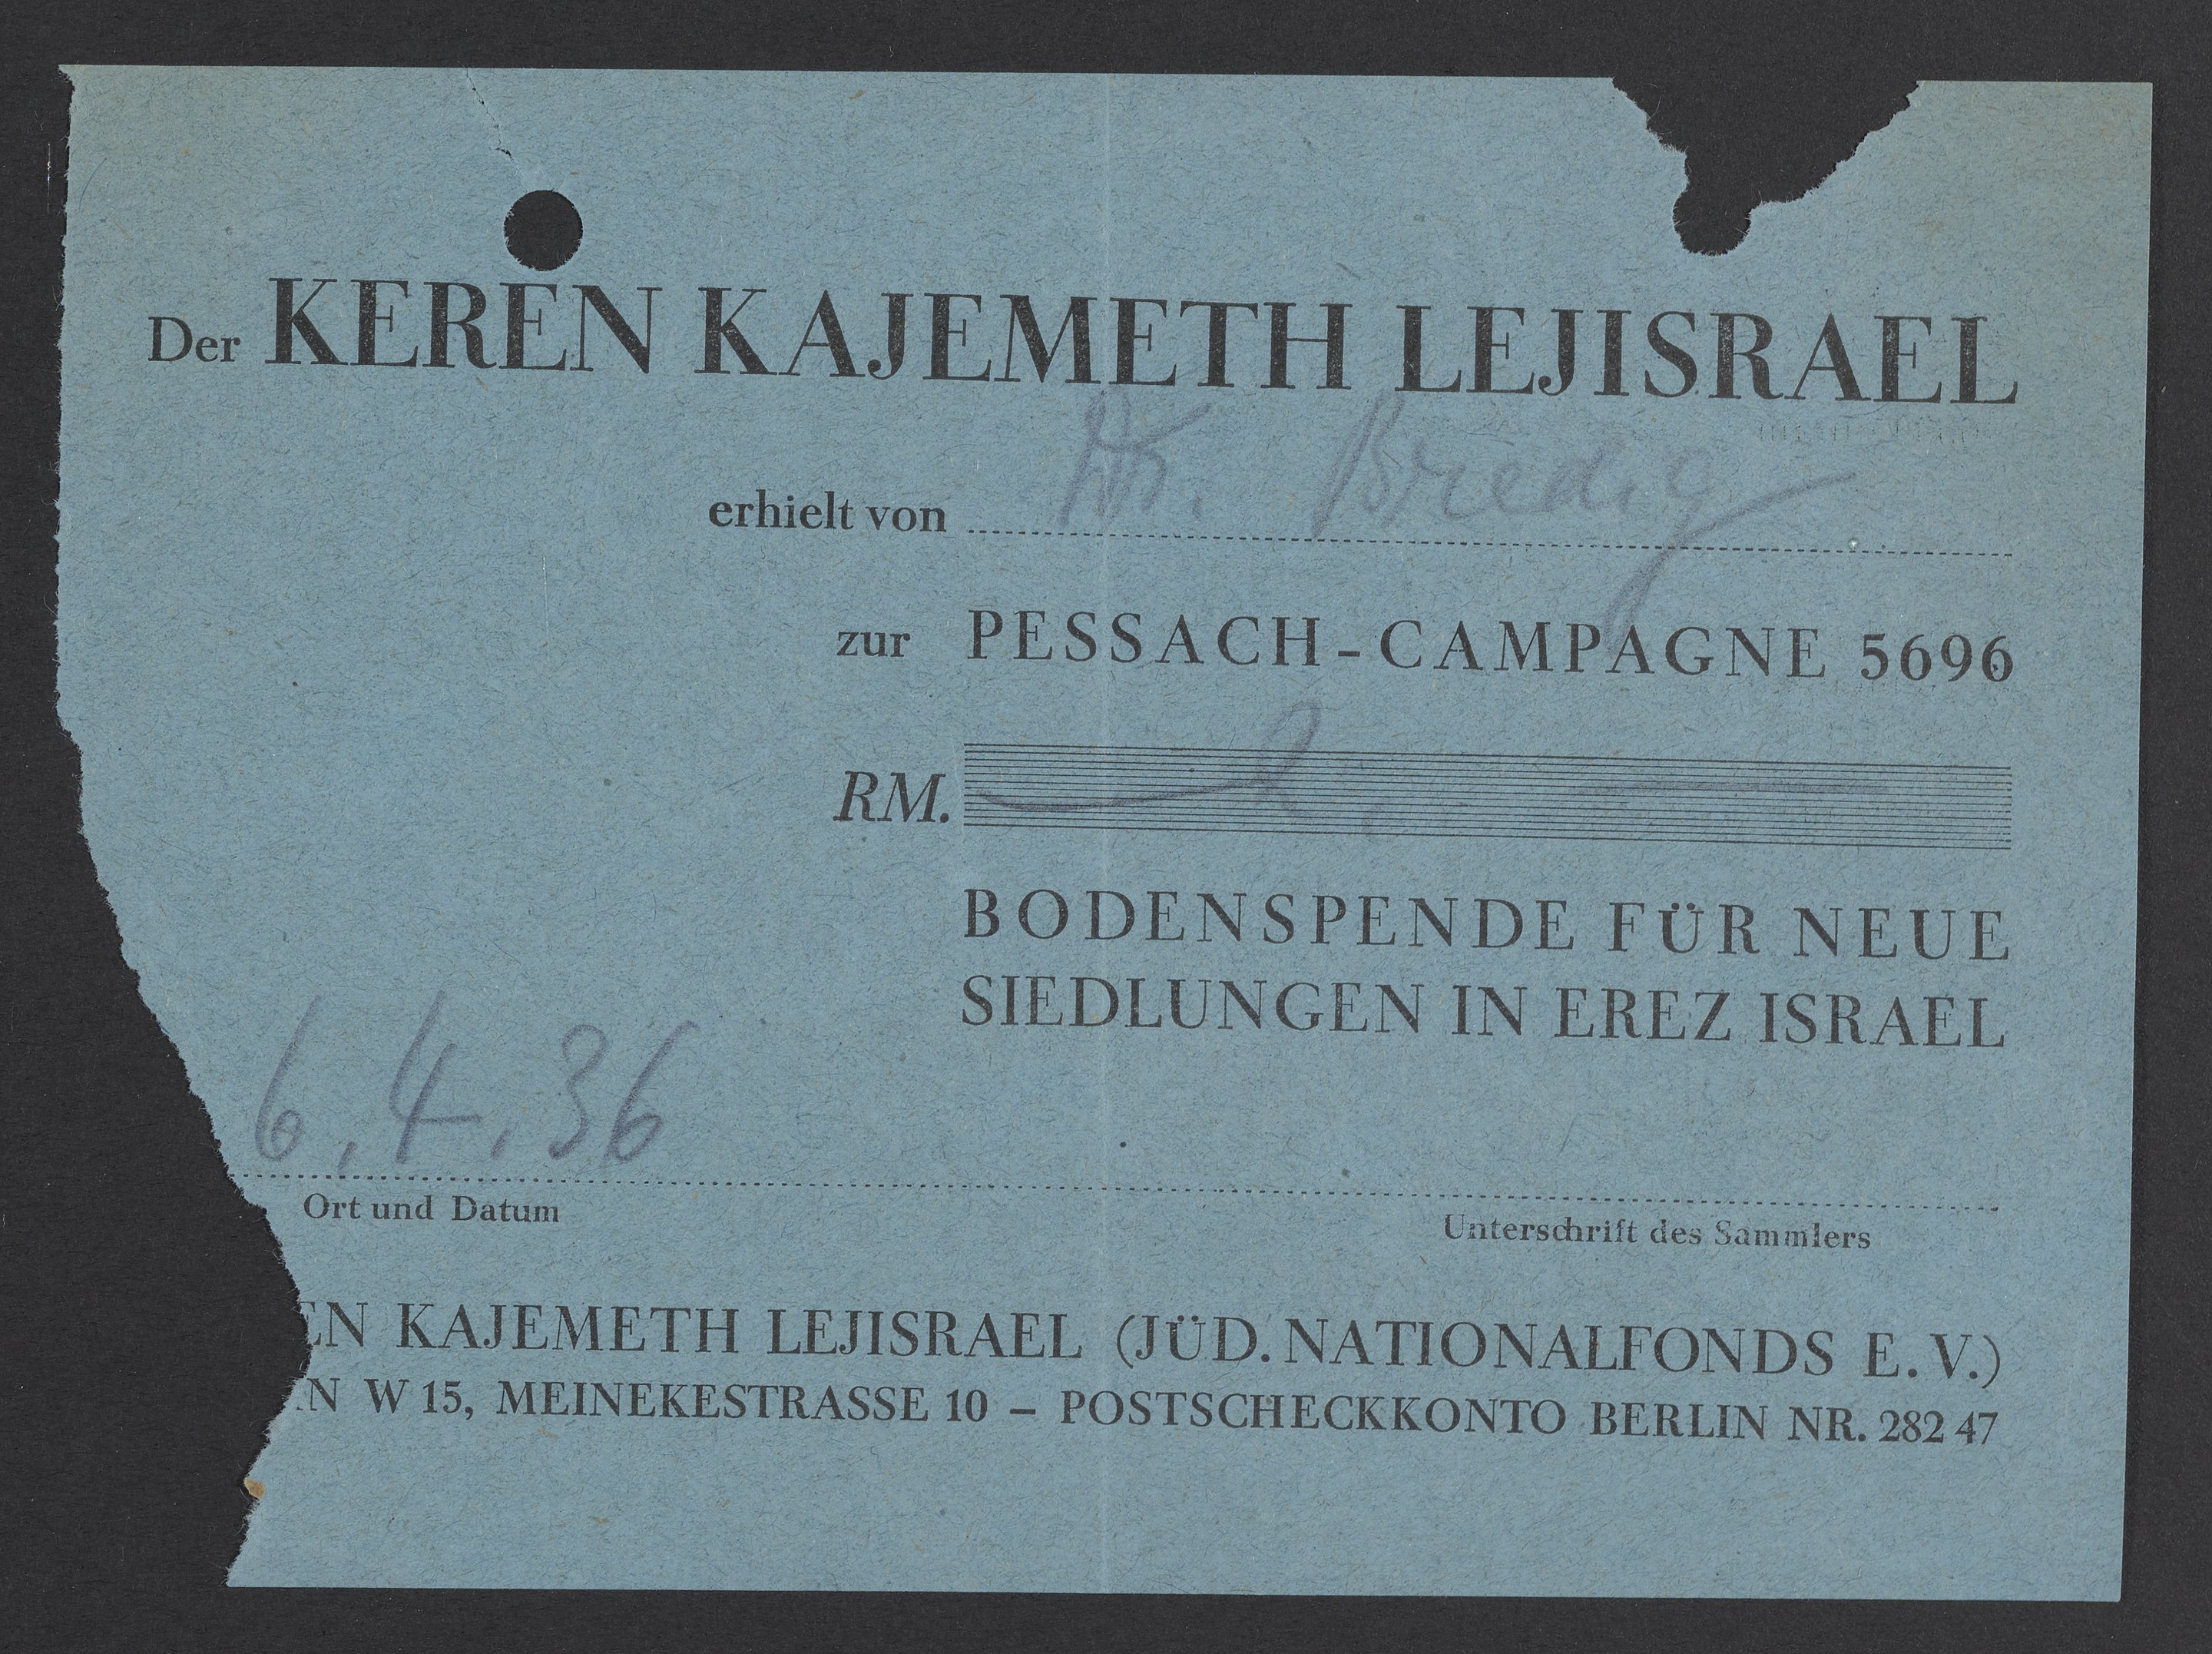 Der KEREN KAJEMETH LEJISRAEL
erhielt von Dr. Bredig
zur PESSACH-CAMPAGNE 5696
RM. 2,—
BODENSPENDE FÜR NEUE
SIEDLUNGEN IN EREZ ISRAEL
6.4.36
Ort und Datum
Unterschrift des Sammlers
EN KAJEMETH LEJISRAEL (JÜD. NATIONALFONDS E. V.)
N W 15, MEINEKESTRASSE 10 – POSTSCHECKKONTO BERLIN NR. 282 47